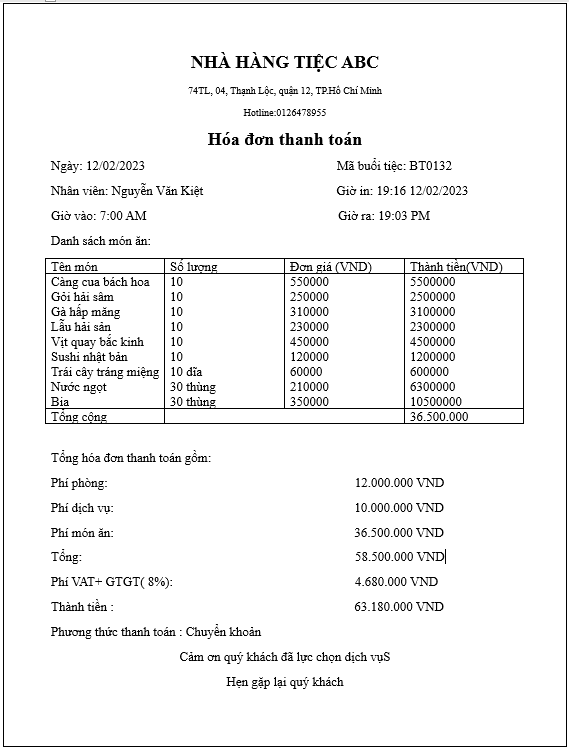 NHÀ HÀNG TIỆC ABC
74TL, 04, Thạnh Lộc, quận 12, TP.Hồ Chí Minh
Hotline:0126478955
Hóa đơn thanh toán
Ngày: 12/02/2023 Mã buổi tiệc: BT0132
Nhân viên: Nguyễn Văn Kiệt Giờ in: 19:16 12/02/2023
Giờ vào: 7:00 AM Giờ ra: 19:03 PM
Danh sách món ăn:
Tên món Số lượng Đơn giá (VND) Thành tiền(VND)
Càng cua bách hoa 10 550000 5500000
Gỏi hải sâm 10 250000 2500000
Gà hấp măng 10 310000 3100000
Lẩu hải sản 10 230000 2300000
Vịt quay bắc kinh 10 450000 4500000
Sushi nhật bản 10 120000 1200000
Trái cây tráng miệng 10 dĩa 60000 600000
Nước ngọt 30 thùng 210000 6300000
Bia 30 thùng 350000 10500000
Tổng cộng 36.500.000
Tổng hóa đơn thanh toán gồm:
Phí phòng: 12.000.000 VND
Phí dịch vụ: 10.000.000 VND
Phí món ăn: 36.500.000 VND
Tổng: 58.500.000 VND
Phí VAT+ GTGT( 8%): 4.680.000 VND
Thành tiền : 63.180.000 VND
Phương thức thanh toán : Chuyển khoản
Cảm ơn quý khách đã lực chọn dịch vụS
Hẹn gặp lại quý khách